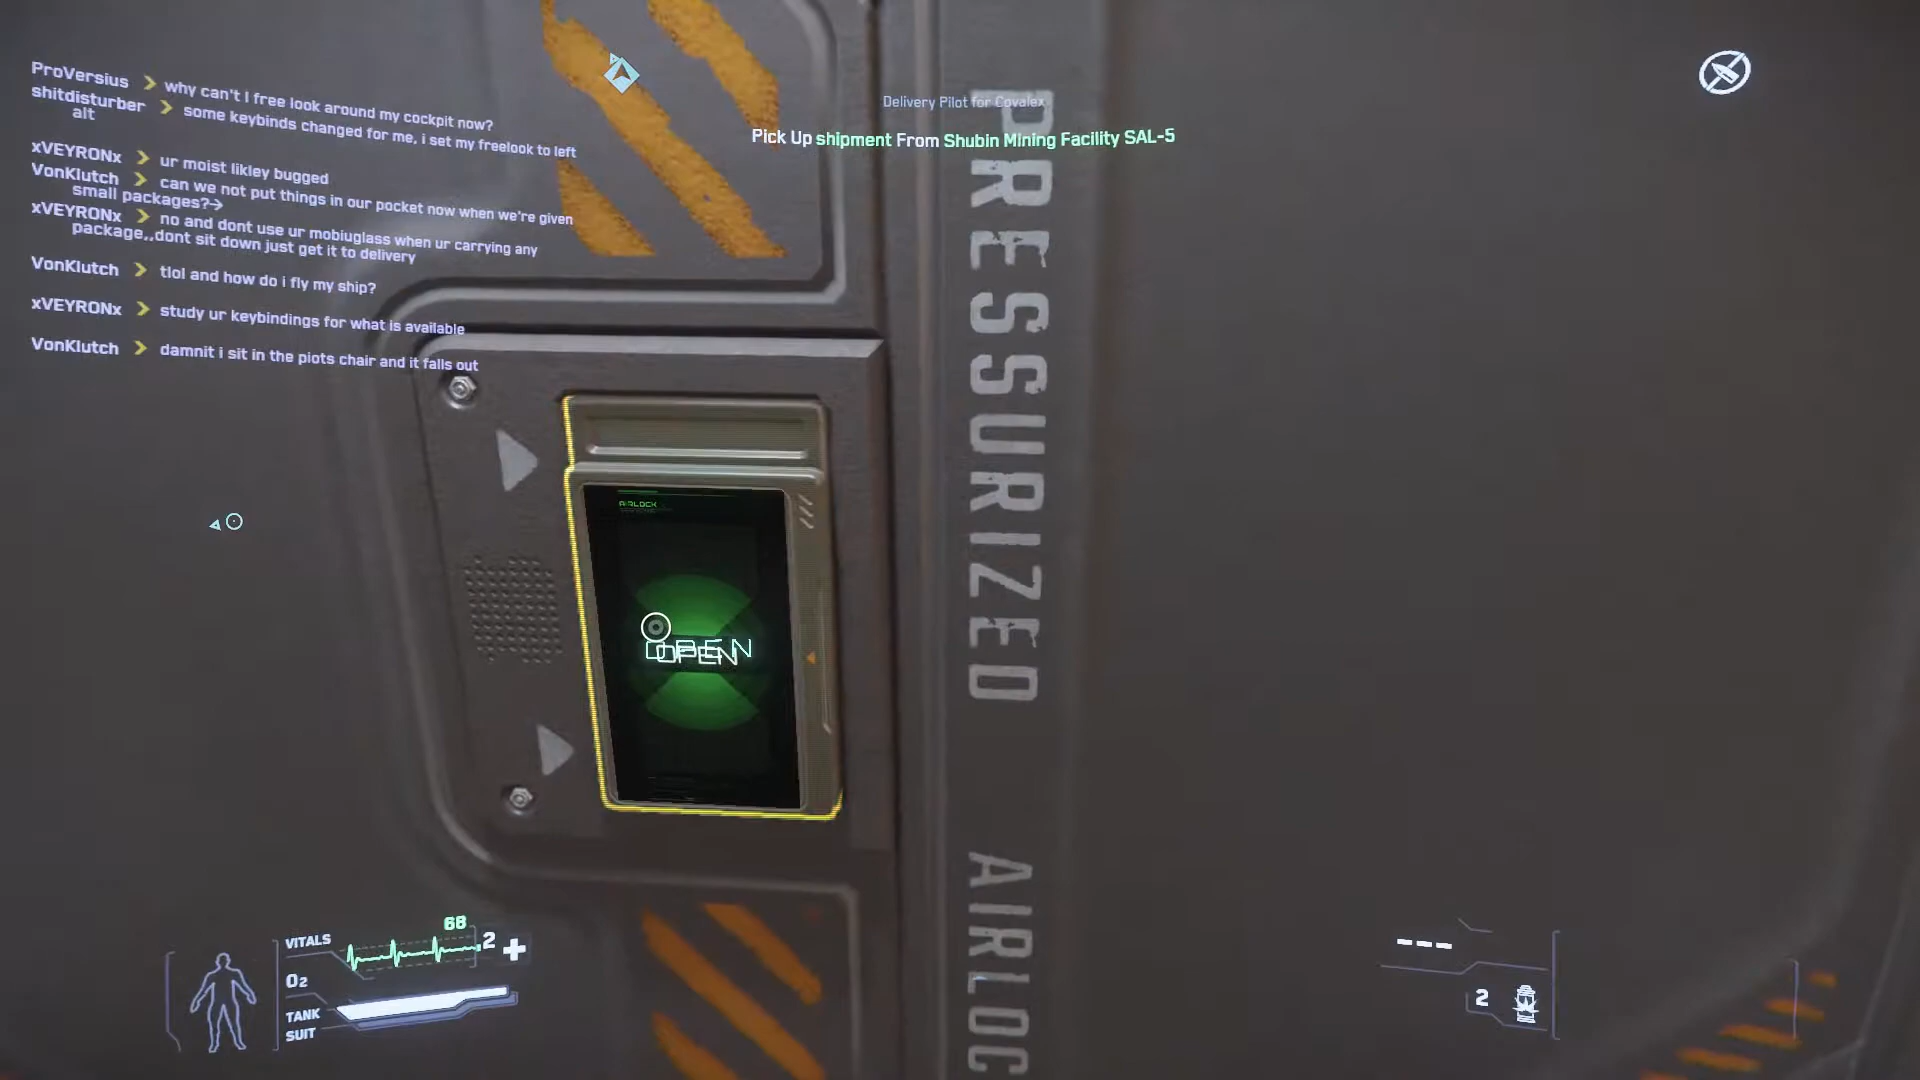 ProVersius > why can't I free look around my cockpit now?
shitdisturber > some keybinds changed for me, i set my freelook to left
alt
xVEYRONx > ur moist likley bugged
VonKlutch > can we not put things in our pocket now when we're given
small packages?->
xVEYRONx > no and dont use ur mobiuglass when ur carrying any
package,,dont sit down just get it to delivery
VonKlutch > tlol and how do i fly my ship?
xVEYRONx > study ur keybindings for what is available
VonKlutch > damnit i sit in the piots chair and it falls out
Delivery Pilot for Covalex
Pick Up shipment From Shubin Mining Facility SAL-5
PRESSURIZED AIRLOC
AIRLOCK
OPEN
OPEN
VITALS
68
2
O2
TANK
SUIT
2